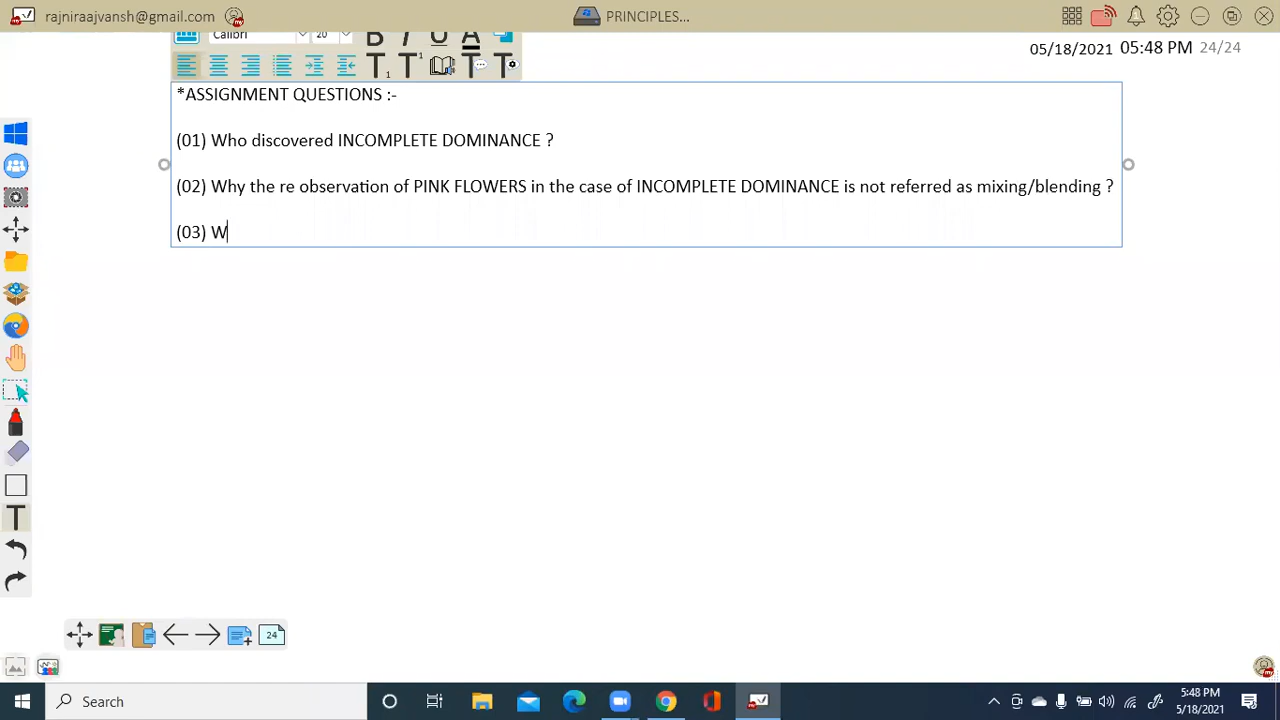 rajniraajvansh@gmail.com
PRINCIPLES...
Calibri 20 B I U A
05/18/2021 05:48 PM 24/24
*ASSIGNMENT QUESTIONS :-
(01) Who discovered INCOMPLETE DOMINANCE ?
(02) Why the re observation of PINK FLOWERS in the case of INCOMPLETE DOMINANCE is not referred as mixing/blending ?
(03) W
24
Search
5:48 PM
5/18/2021